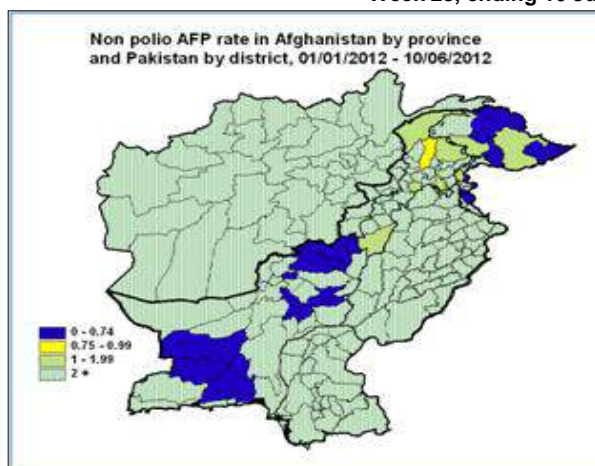 Non polio AFP rate in Afghanistan by province
and Pakistan by district, 01/01/2012 - 10/06/2012
0 - 0.74
0.75 - 0.99
1 - 1.99
2 +